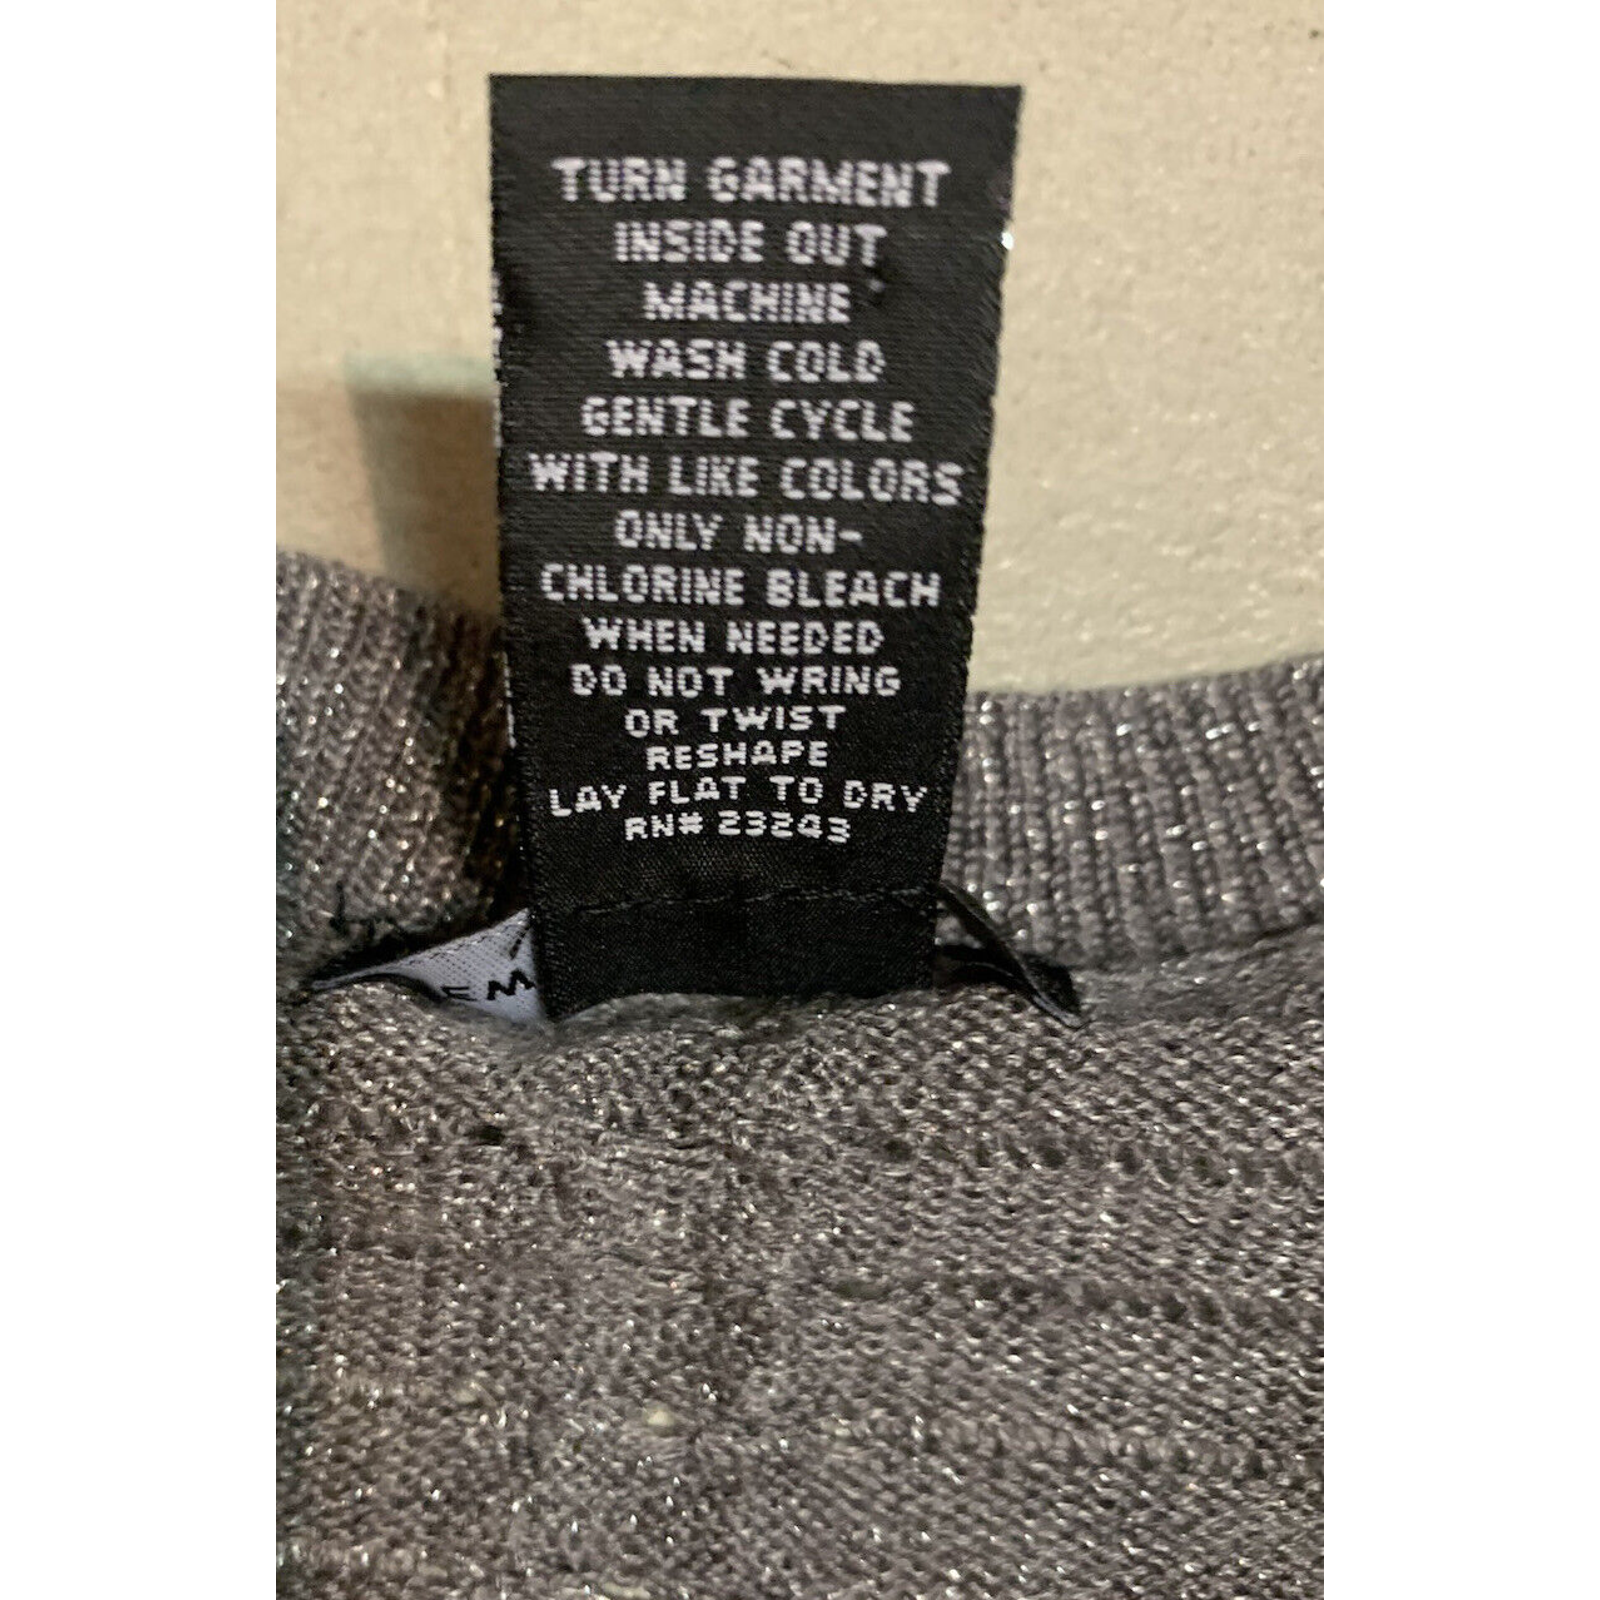 TURN GARMENT
INSIDE OUT
MACHINE
WASH COLD
GENTLE CYCLE
WITH LIKE COLORS
ONLY NON-
CHLORINE BLEACH
WHEN NEEDED
DO NOT WRING
OR TWIST
RESHAPE
LAY FLAT TO DRY
RN# 23243